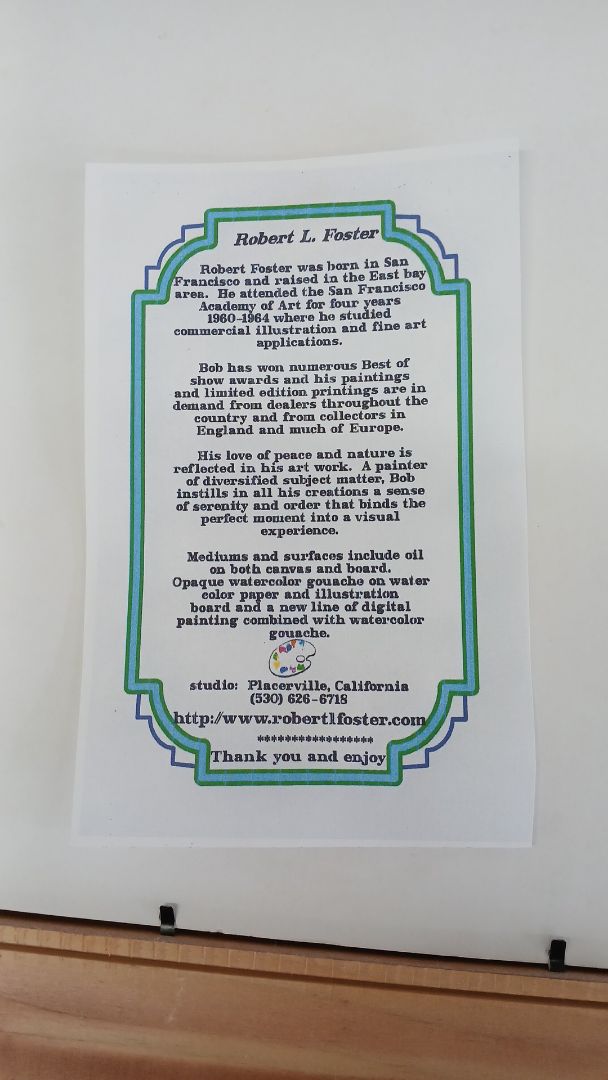 Robert L. Foster
Robert Foster was born in San
Francisco and raised in the East bay
area. He attended the San Francisco
Academy of Art for four years
1960-1964 where he studied
commercial illustration and fine art
applications.
Bob has won numerous Best of
show awards and his paintings
and limited edition printings are in
demand from dealers throughout the
country and from collectors in
England and much of Europe.
His love of peace and nature is
reflected in his art work. A painter
of diversified subject matter, Bob
instills in all his creations a sense
of serenity and order that binds the
perfect moment into a visual
experience.
Mediums and surfaces include oil
on both canvas and board.
Opaque watercolor gouache on water
color paper and illustration
board and a new line of digital
painting combined with watercolor
gouache.
studio: Placerville, California
(530) 626-6718
http://www.robertlfoster.com
*****************
Thank you and enjoy